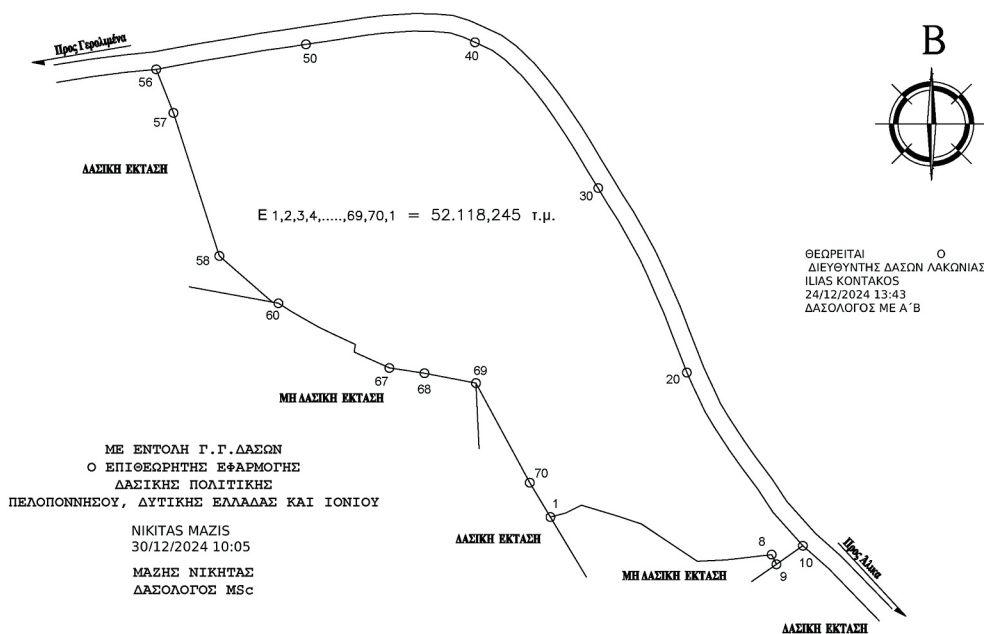 Προς Γερολιμένα
50
40
Β
56
57
ΔΑΣΙΚΗ ΕΚΤΑΣΗ
30
Ε 1,2,3,4,.....,69,70,1 = 52.118,245 τ.μ.
58
ΘΕΩΡΕΙΤΑΙ Ο
ΔΙΕΥΘΥΝΤΗΣ ΔΑΣΩΝ ΛΑΚΩΝΙΑΣ
ILIAS KONTAKOS
24/12/2024 13:43
ΔΑΣΟΛΟΓΟΣ ΜΕ Α΄Β
60
67
68
69
20
ΜΗ ΔΑΣΙΚΗ ΕΚΤΑΣΗ
ΜΕ ΕΝΤΟΛΗ Γ.Γ.ΔΑΣΩΝ
Ο ΕΠΙΘΕΩΡΗΤΗΣ ΕΦΑΡΜΟΓΗΣ
ΔΑΣΙΚΗΣ ΠΟΛΙΤΙΚΗΣ
ΠΕΛΟΠΟΝΝΗΣΟΥ, ΔΥΤΙΚΗΣ ΕΛΛΑΔΑΣ ΚΑΙ ΙΟΝΙΟΥ
NIKITAS MAZIS
30/12/2024 10:05
ΜΑΖΗΣ ΝΙΚΗΤΑΣ
ΔΑΣΟΛΟΓΟΣ MSc
70
1
ΔΑΣΙΚΗ ΕΚΤΑΣΗ
8
9
10
ΜΗ ΔΑΣΙΚΗ ΕΚΤΑΣΗ
Προς Άλικα
ΔΑΣΙΚΗ ΕΚΤΑΣΗ